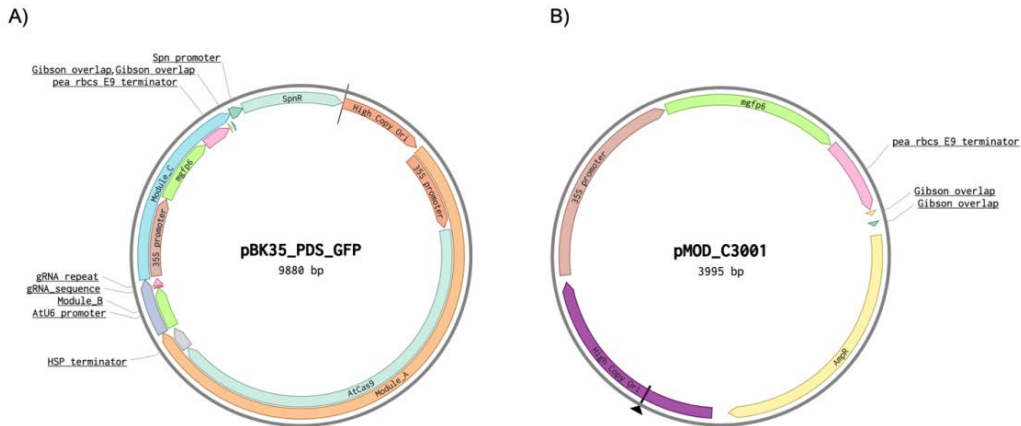 A)
B)
Spn promoter
Gibson overlap,Gibson overlap
pea rbcs E9 terminator
SpnR
High Copy Ori
35S promoter
mgfp6
Module_C
35S promoter
pBK35_PDS_GFP
9880 bp
gRNA repeat
gRNA_sequence
Module_B
AtU6 promoter
HSP terminator
AtCas9
Module_A
mgfp6
35S promoter
pea rbcs E9 terminator
Gibson overlap
Gibson overlap
pMOD_C3001
3995 bp
High Copy Ori
AmpR